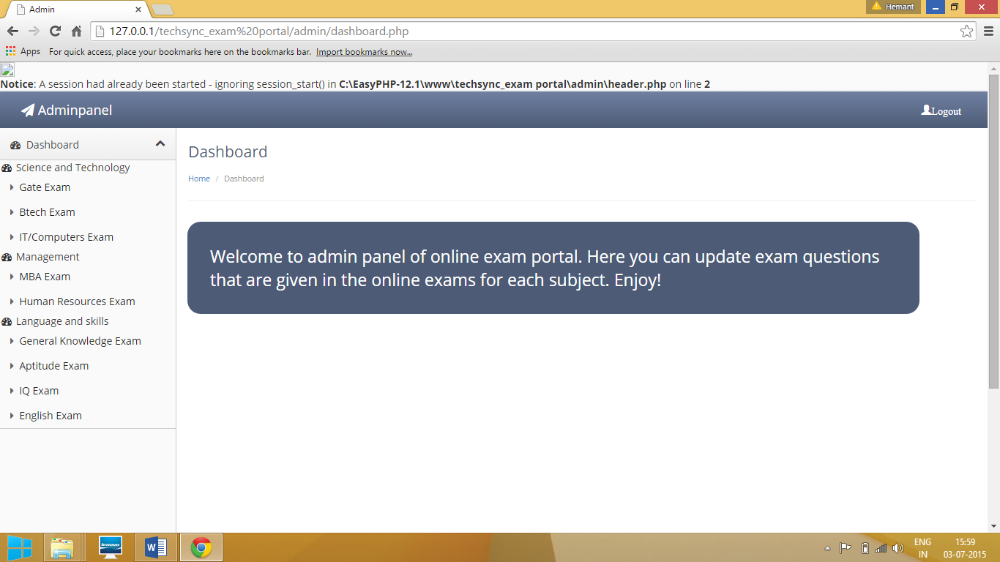 Admin
Hemant
127.0.0.1/techsync_exam%20portal/admin/dashboard.php
Apps For quick access, place your bookmarks here on the bookmarks bar. Import bookmarks now...
Notice: A session had already been started - ignoring session_start() in C:\EasyPHP-12.1\www\techsync_exam portal\admin\header.php on line 2
Adminpanel
Logout
Dashboard
Science and Technology
Gate Exam
Btech Exam
IT/Computers Exam
Management
MBA Exam
Human Resources Exam
Language and skills
General Knowledge Exam
Aptitude Exam
IQ Exam
English Exam
Dashboard
Home / Dashboard
Welcome to admin panel of online exam portal. Here you can update exam questions
that are given in the online exams for each subject. Enjoy!
lenovo
ENG
IN
15:59
03-07-2015